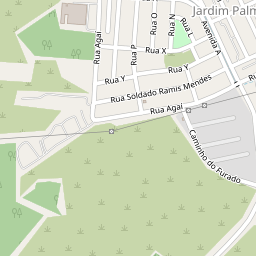 Jardim Palm
Rua O
Rua N
Rua L
Avenida A
Rua Agaí
Rua P
Rua X
Rua Y
Rua Y
Rua Soldado Ramis Mendes
Rua Agaí
Caminho do Furado